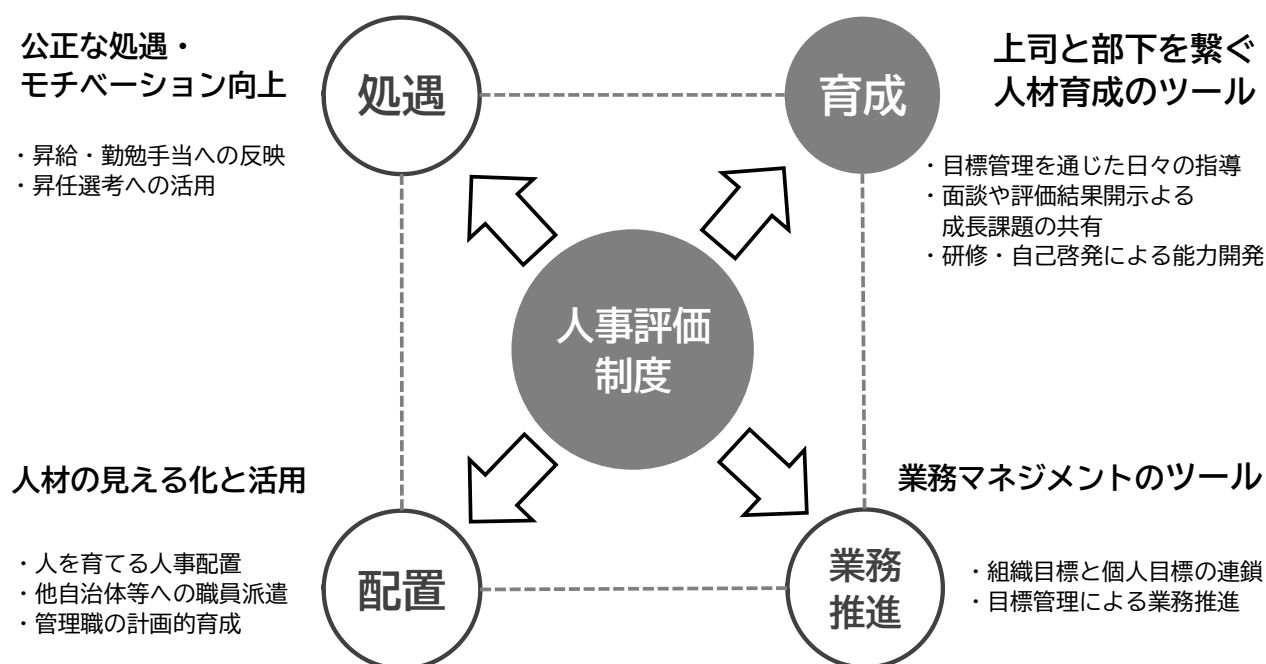 公正な処遇・
モチベーション向上
・昇給・勤勉手当への反映
・昇任選考への活用
処遇
育成
上司と部下を繋ぐ
人材育成のツール
・目標管理を通じた日々の指導
・面談や評価結果開示よる
成長課題の共有
・研修・自己啓発による能力開発
人事評価
制度
人材の見える化と活用
・人を育てる人事配置
・他自治体等への職員派遣
・管理職の計画的育成
配置
業務
推進
業務マネジメントのツール
・組織目標と個人目標の連鎖
・目標管理による業務推進